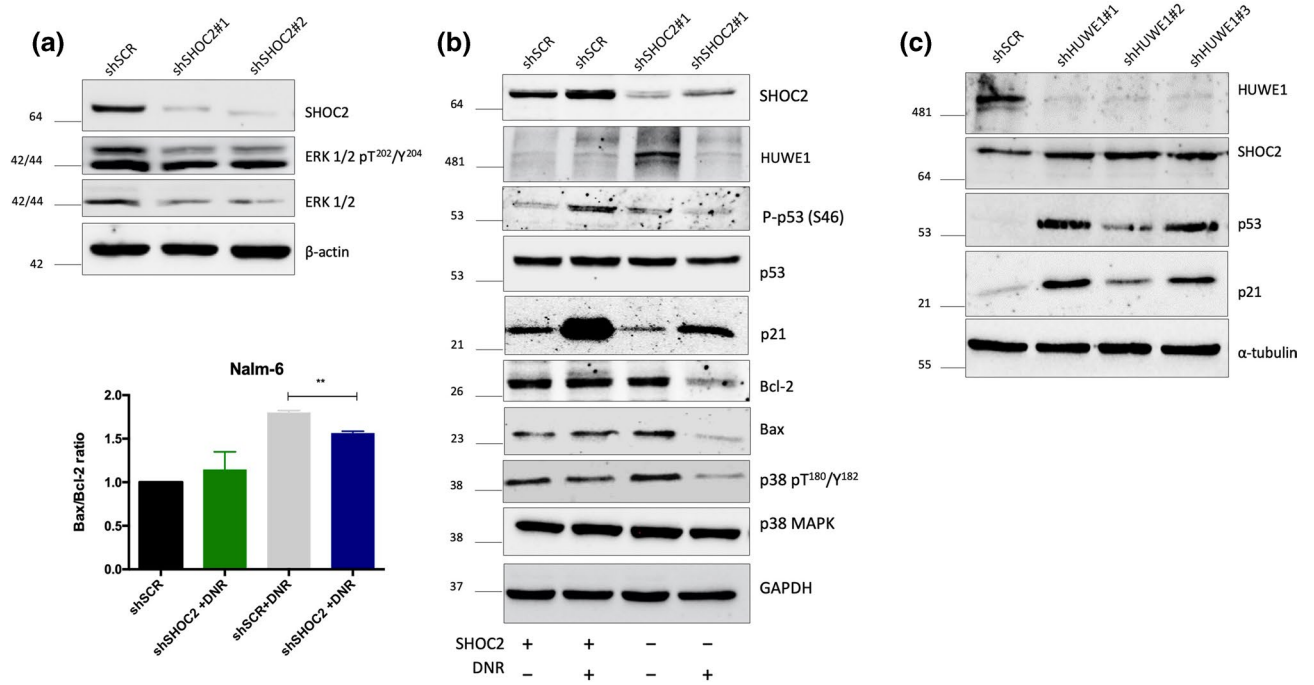 (a)
shSCR shSHOC2#1 shSHOC2#2
64 SHOC2
42/44 ERK 1/2 pT²⁰²/Y²⁰⁴
42/44 ERK 1/2
42 β-actin
Nalm-6
**
Bax/Bcl-2 ratio
2.0
1.5
1.0
0.5
0.0
shSCR
shSHOC2 +DNR
shSCR+DNR
shSHOC2 +DNR
(b)
shSCR shSCR shSHOC2#1 shSHOC2#1
64 SHOC2
481 HUWE1
53 P-p53 (S46)
53 p53
21 p21
26 Bcl-2
23 Bax
38 p38 pT¹⁸⁰/Y¹⁸²
38 p38 MAPK
37 GAPDH
SHOC2 + + – –
DNR – + – +
(c)
shSCR shHUWE1#1 shHUWE1#2 shHUWE1#3
481 HUWE1
64 SHOC2
53 p53
21 p21
55 α-tubulin